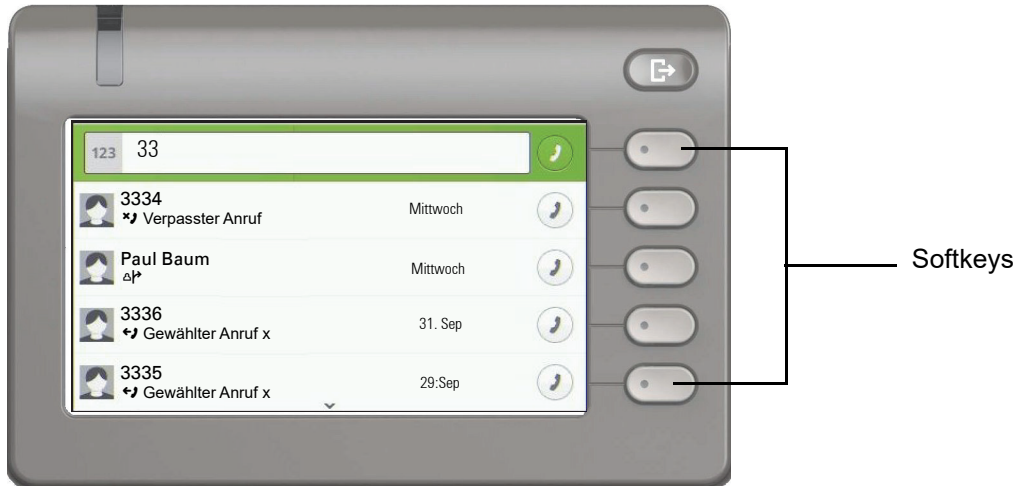 123 33
3334
Verpasster Anruf
Mittwoch
Paul Baum
Mittwoch
3336
Gewählter Anruf x
31. Sep
3335
Gewählter Anruf x
29:Sep
Softkeys